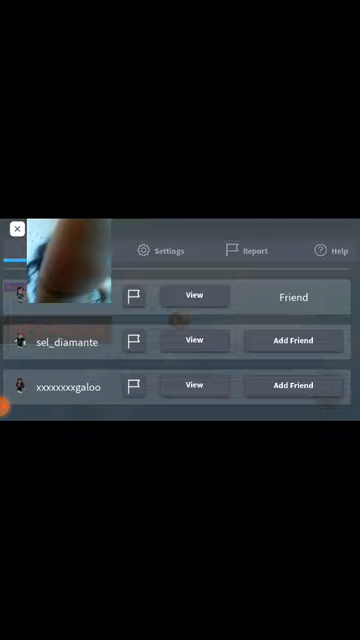 Settings
Report
Help
View
Friend
sel_diamante
View
Add Friend
xxxxxxxxgaloo
View
Add Friend